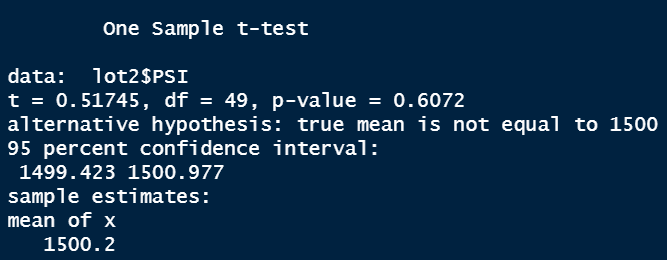 One Sample t-test
data:  lot2$PSI
t = 0.51745, df = 49, p-value = 0.6072
alternative hypothesis: true mean is not equal to 1500
95 percent confidence interval:
1499.423 1500.977
sample estimates:
mean of x
1500.2